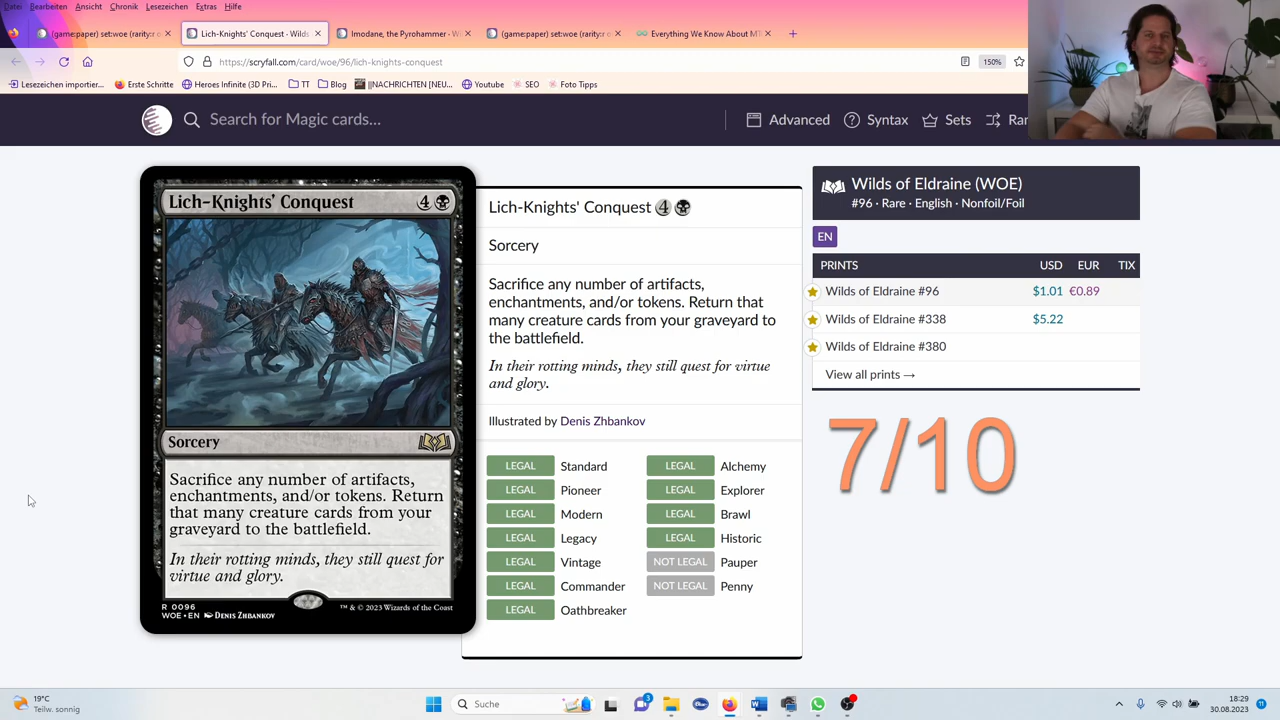 Datei Bearbeiten Ansicht Chronik Lesezeichen Extras Hilfe
(game:paper) set:woe (rarity:r o
Lich-Knights' Conquest · Wilds
Imodane, the Pyrohammer · Wi
(game:paper) set:woe (rarity:r o
Everything We Know About MT
https://scryfall.com/card/woe/96/lich-knights-conquest
150%
Lesezeichen importier...
Erste Schritte
Heroes Infinite (3D Pri...
TT
Blog
||NACHRICHTEN [NEU...
Youtube
SEO
Foto Tipps
Search for Magic cards...
Advanced
Syntax
Sets
Lich-Knights' Conquest 4
Sorcery
Sacrifice any number of artifacts,
enchantments, and/or tokens. Return
that many creature cards from your
graveyard to the battlefield.
In their rotting minds, they still quest for
virtue and glory.
R 0096
WOE • EN DENIS ZHBANKOV
™ & © 2023 Wizards of the Coast
Lich-Knights' Conquest 4
Sorcery
Sacrifice any number of artifacts,
enchantments, and/or tokens. Return
that many creature cards from your graveyard to
the battlefield.
In their rotting minds, they still quest for virtue
and glory.
Illustrated by Denis Zhbankov
LEGAL Standard LEGAL Alchemy
LEGAL Pioneer LEGAL Explorer
LEGAL Modern LEGAL Brawl
LEGAL Legacy LEGAL Historic
LEGAL Vintage NOT LEGAL Pauper
LEGAL Commander NOT LEGAL Penny
LEGAL Oathbreaker
Wilds of Eldraine (WOE)
#96 · Rare · English · Nonfoil/Foil
EN
PRINTS USD EUR TIX
Wilds of Eldraine #96 $1.01 €0.89
Wilds of Eldraine #338 $5.22
Wilds of Eldraine #380
View all prints →
7/10
19°C
Teilw. sonnig
Suche
3
18:29
30.08.2023